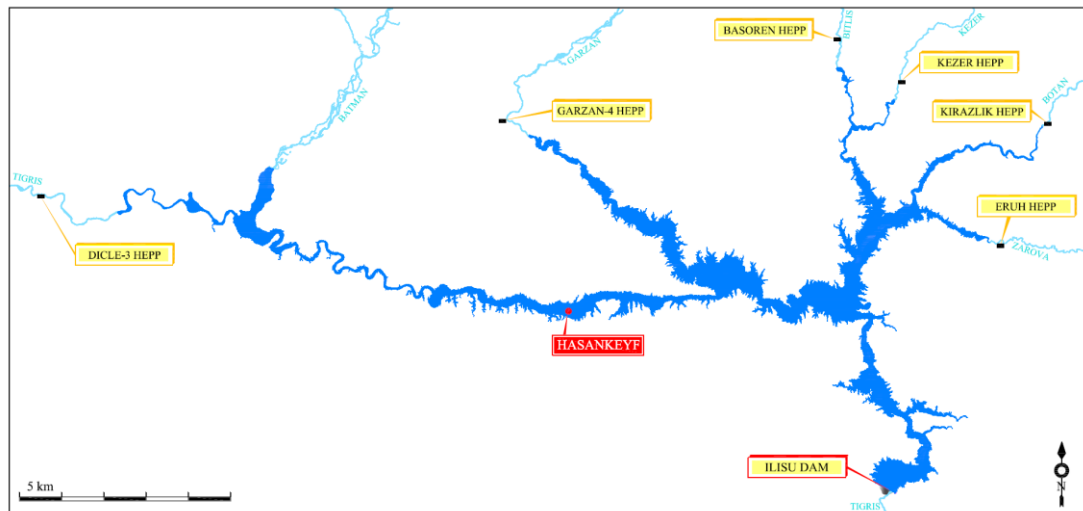 BASOREN HEPP
BITLIS
KEZER
KEZER HEPP
GARZAN
BOTAN
BATMAN
GARZAN-4 HEPP
KIRAZLIK HEPP
TIGRIS
ERUH HEPP
DICLE-3 HEPP
ZAROVA
HASANKEYF
ILISU DAM
5 km
N
TIGRIS